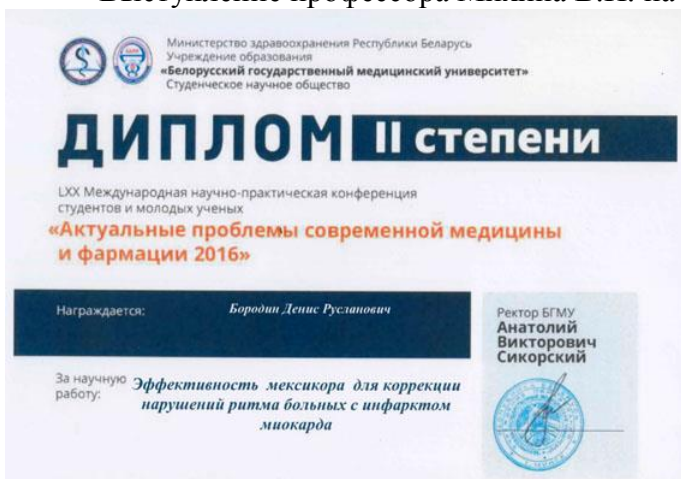 Министерство здравоохранения Республики Беларусь
Учреждение образования
«Белорусский государственный медицинский университет»
Студенческое научное общество
ДИПЛОМ II степени
LXX Международная научно-практическая конференция
студентов и молодых ученых
«Актуальные проблемы современной медицины
и фармации 2016»
Награждается:
Бородин Денис Русланович
Ректор БГМУ
Анатолий
Викторович
Сикорский
За научную
работу:
Эффективность мексикора для коррекции
нарушений ритма больных с инфарктом
миокарда